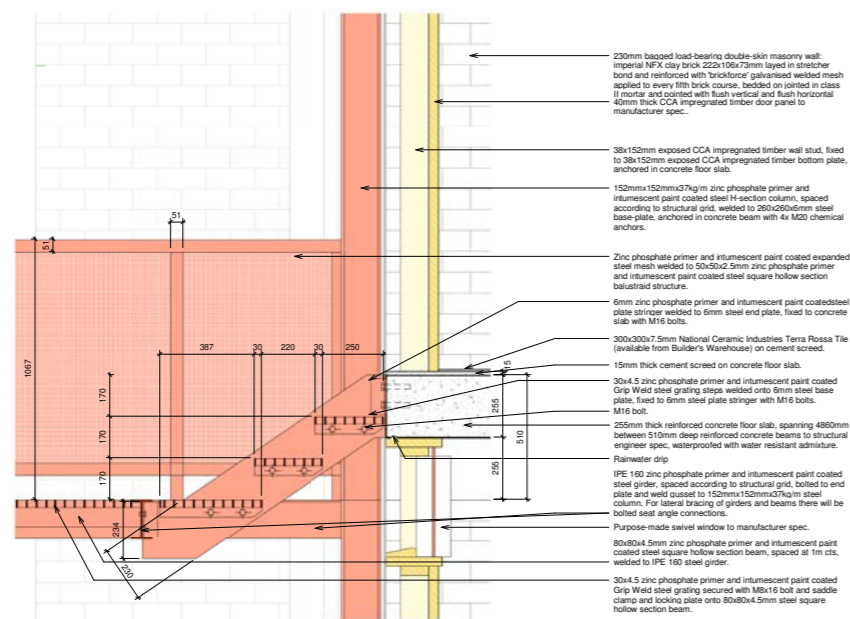 230mm bagged load-bearing double-skin masonry wall:
imperial NFX clay brick 222x106x73mm layed in stretcher
bond and reinforced with 'brickforce' galvanised welded mesh
applied to every fifth brick course, bedded on jointed in class
II mortar and pointed with flush vertical and flush horizontal
40mm thick CCA impregnated timber door panel to
manufacturer spec..
38x152mm exposed CCA impregnated timber wall stud, fixed
to 38x152mm exposed CCA impregnated timber bottom plate,
anchored in concrete floor slab.
152mmx152mmx37kg/m zinc phosphate primer and
intumescent paint coated steel H-section column, spaced
according to structural grid, welded to 260x260x6mm steel
base-plate, anchored in concrete beam with 4x M20 chemical
anchors.
51
51
Zinc phosphate primer and intumescent paint coated expanded
steel mesh welded to 50x50x2.5mm zinc phosphate primer
and intumescent paint coated steel square hollow section
balustraid structure.
6mm zinc phosphate primer and intumescent paint coatedsteel
plate stringer welded to 6mm steel end plate, fixed to concrete
slab with M16 bolts.
387
30
220
30
250
1067
300x300x7.5mm National Ceramic Industries Terra Rossa Tile
(available from Builder's Warehouse) on cement screed.
15
15mm thick cement screed on concrete floor slab.
170
30x4.5 zinc phosphate primer and intumescent paint coated
Grip Weld steel grating steps welded onto 6mm steel base
plate, fixed to 6mm steel plate stringer with M16 bolts.
255
M16 bolt.
510
170
255mm thick reinforced concrete floor slab, spanning 4860mm
between 510mm deep reinforced concrete beams to structural
engineer spec, waterproofed with water resistant admixture.
Rainwater drip
170
255
IPE 160 zinc phosphate primer and intumescent paint coated
steel girder, spaced according to structural grid, bolted to end
plate and weld gusset to 152mmx152mmx37kg/m steel
column. For lateral bracing of girders and beams there will be
bolted seat angle connections.
234
Purpose-made swivel window to manufacturer spec.
80x80x4.5mm zinc phosphate primer and intumescent paint
coated steel square hollow section beam, spaced at 1m cts,
welded to IPE 160 steel girder.
230
30x4.5 zinc phosphate primer and intumescent paint coated
Grip Weld steel grating secured with M8x16 bolt and saddle
clamp and locking plate onto 80x80x4.5mm steel square
hollow section beam.